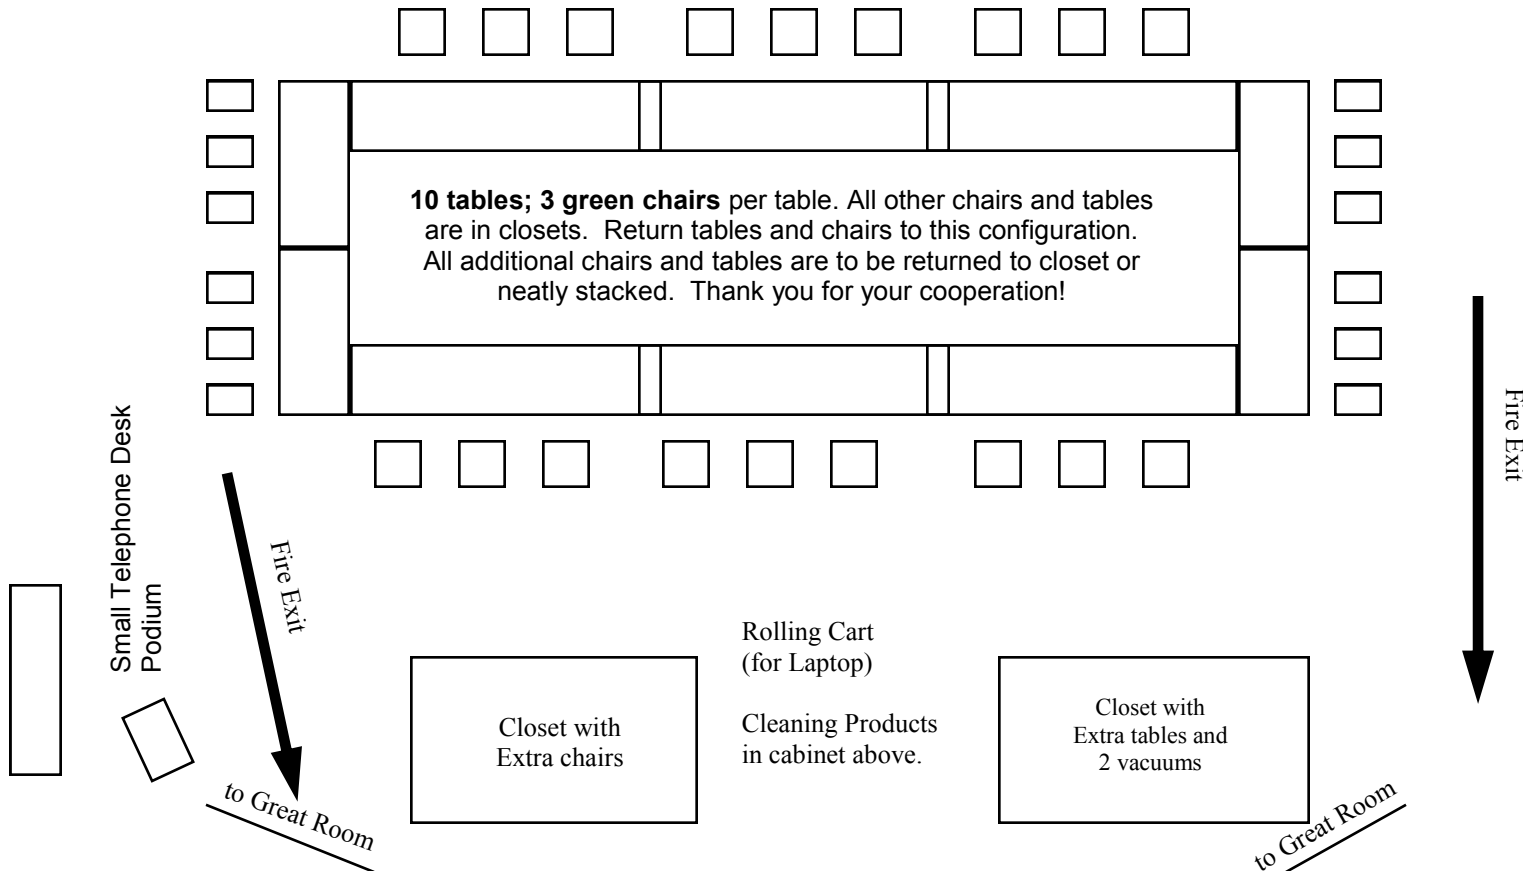 10 tables; 3 green chairs per table. All other chairs and tables
are in closets. Return tables and chairs to this configuration.
All additional chairs and tables are to be returned to closet or
neatly stacked. Thank you for your cooperation!
Small Telephone Desk
Podium
Fire Exit
Fire Exit
Rolling Cart
(for Laptop)
Cleaning Products
in cabinet above.
Closet with
Extra chairs
Closet with
Extra tables and
2 vacuums
to Great Room
to Great Room